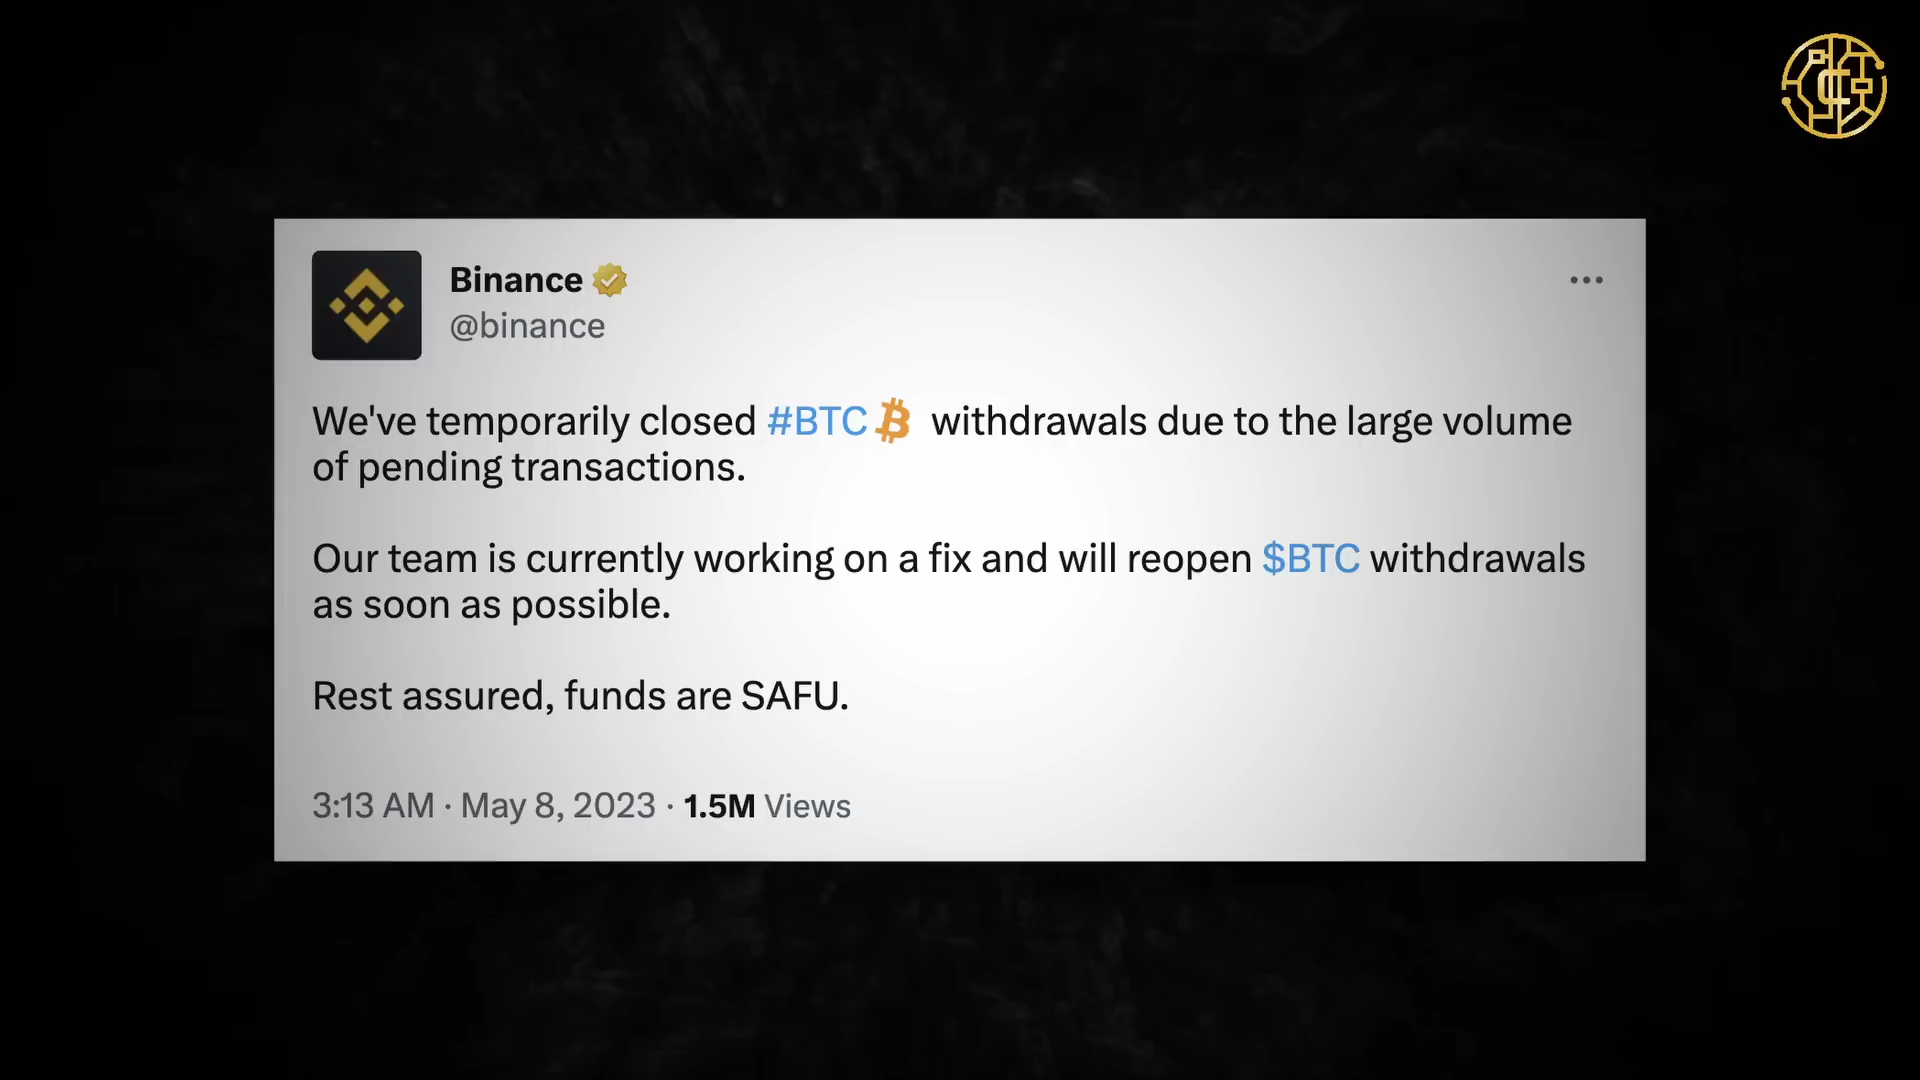 Binance
@binance
We've temporarily closed #BTC withdrawals due to the large volume
of pending transactions.
Our team is currently working on a fix and will reopen $BTC withdrawals
as soon as possible.
Rest assured, funds are SAFU.
3:13 AM · May 8, 2023 · 1.5M Views